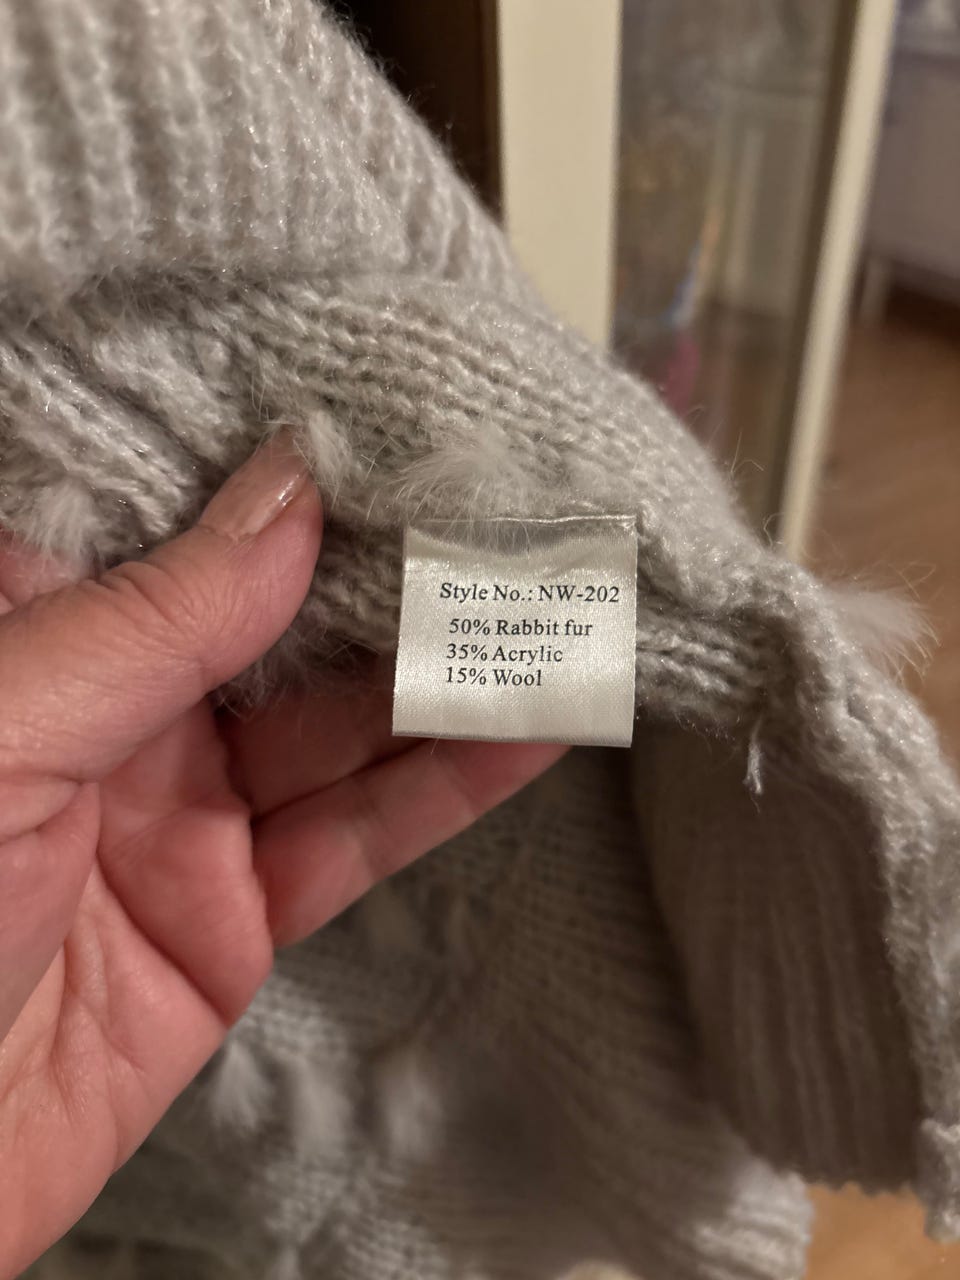 Style No.: NW-202
50% Rabbit fur
35% Acrylic
15% Wool